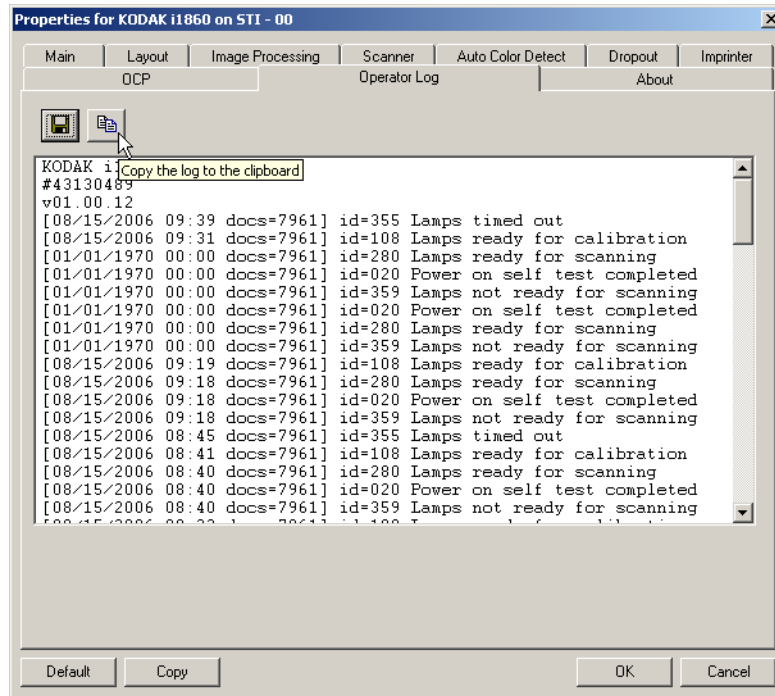 Properties for KODAK i1860 on STI - 00
Main Layout Image Processing Scanner Auto Color Detect Dropout Imprinter
OCP Operator Log About
Copy the log to the clipboard
KODAK
#43130489
v01.00.12
[08/15/2006 09:39 docs=7961] id=355 Lamps timed out
[08/15/2006 09:31 docs=7961] id=108 Lamps ready for calibration
[01/01/1970 00:00 docs=7961] id=280 Lamps ready for scanning
[01/01/1970 00:00 docs=7961] id=020 Power on self test completed
[01/01/1970 00:00 docs=7961] id=359 Lamps not ready for scanning
[01/01/1970 00:00 docs=7961] id=020 Power on self test completed
[01/01/1970 00:00 docs=7961] id=280 Lamps ready for scanning
[01/01/1970 00:00 docs=7961] id=359 Lamps not ready for scanning
[08/15/2006 09:19 docs=7961] id=108 Lamps ready for calibration
[08/15/2006 09:18 docs=7961] id=280 Lamps ready for scanning
[08/15/2006 09:18 docs=7961] id=020 Power on self test completed
[08/15/2006 09:18 docs=7961] id=359 Lamps not ready for scanning
[08/15/2006 08:45 docs=7961] id=355 Lamps timed out
[08/15/2006 08:41 docs=7961] id=108 Lamps ready for calibration
[08/15/2006 08:40 docs=7961] id=280 Lamps ready for scanning
[08/15/2006 08:40 docs=7961] id=020 Power on self test completed
[08/15/2006 08:40 docs=7961] id=359 Lamps not ready for scanning
Default Copy OK Cancel